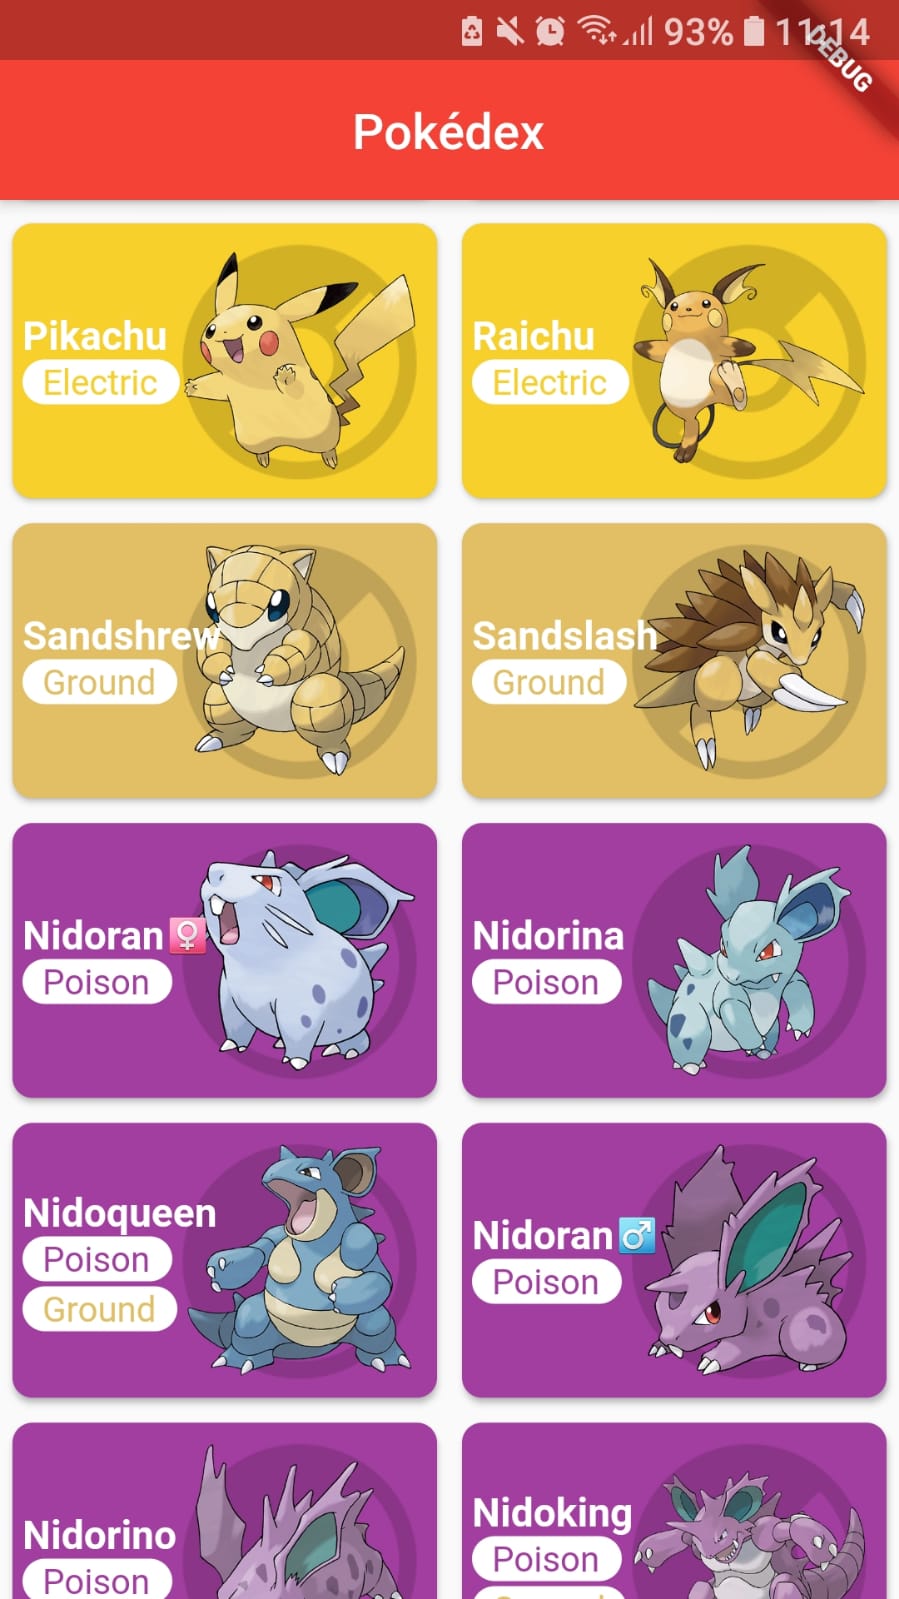 93% 11:14
DEBUG
Pokédex
Pikachu
Electric
Raichu
Electric
Sandshrew
Ground
Sandslash
Ground
Nidoran♀
Poison
Nidorina
Poison
Nidoqueen
Poison
Ground
Nidoran♂
Poison
Nidorino
Poison
Nidoking
Poison